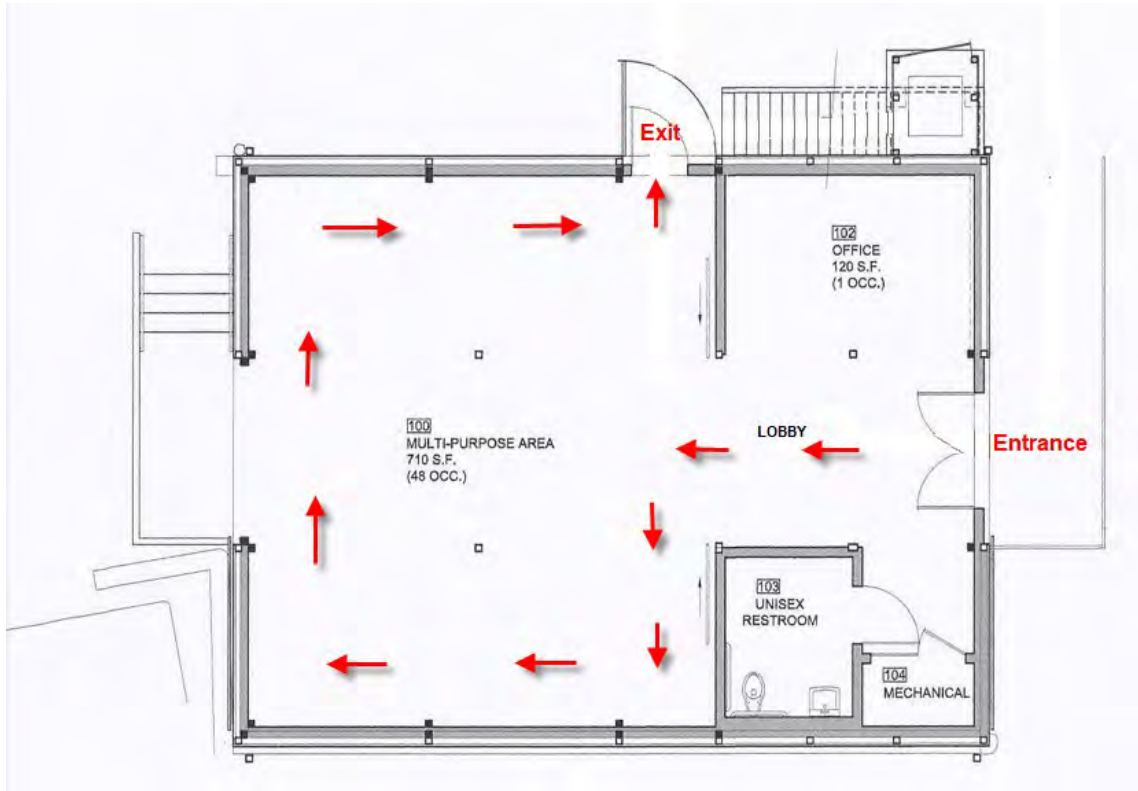 Exit
102
OFFICE
120 S.F.
(1 OCC.)
100
MULTI-PURPOSE AREA
710 S.F.
(48 OCC.)
LOBBY
Entrance
103
UNISEX
RESTROOM
104
MECHANICAL